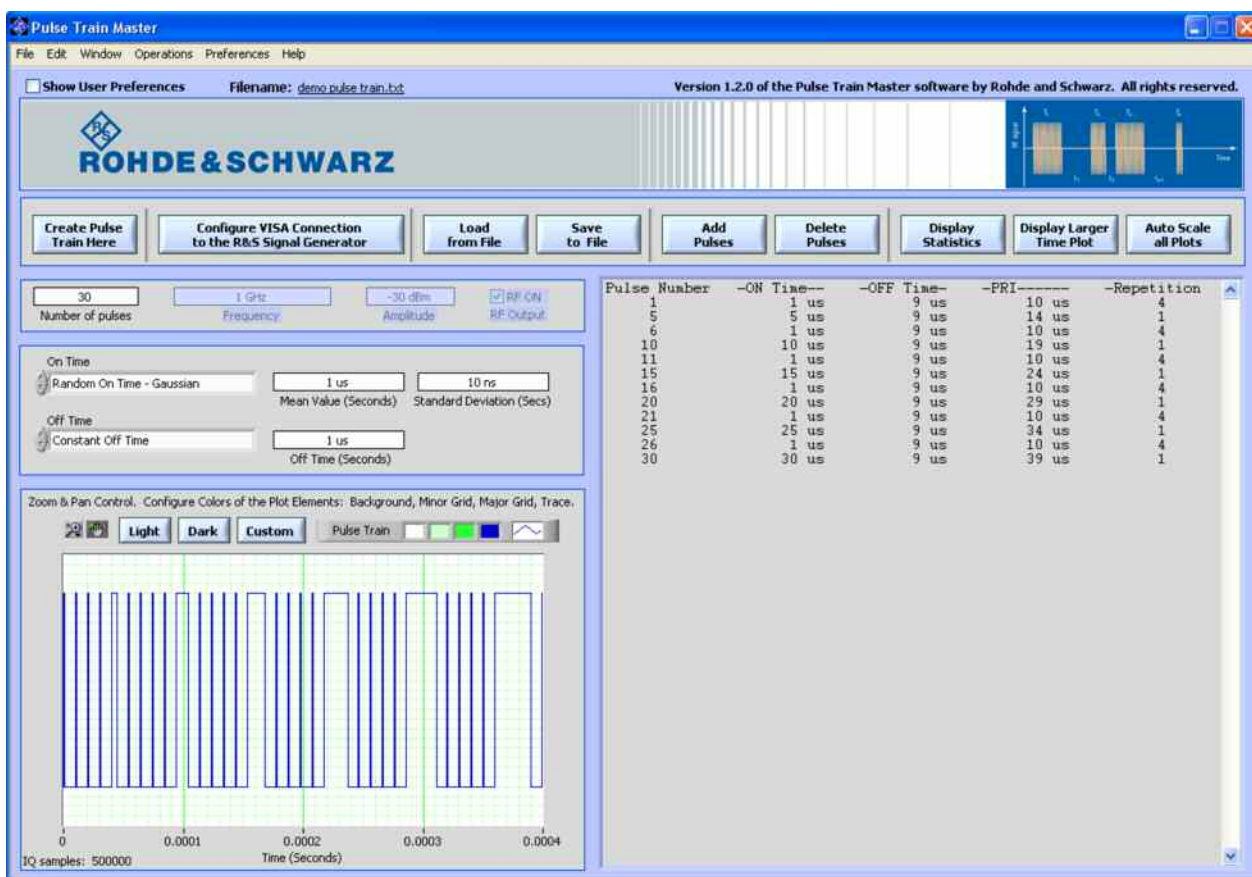 Pulse Train Master
File Edit Window Operations Preferences Help
Show User Preferences Filename: demo pulse train.txt Version 1.2.0 of the Pulse Train Master software by Rohde and Schwarz. All rights reserved.
ROHDE & SCHWARZ
Create Pulse Train Here
Configure VISA Connection to the R&S Signal Generator
Load from File
Save to File
Add Pulses
Delete Pulses
Display Statistics
Display Larger Time Plot
Auto Scale all Plots
30 1 GHz -30 dBm RF ON
Number of pulses Frequency Amplitude RF Output
On Time
Random On Time - Gaussian 1 us 10 ns
Mean Value (Seconds) Standard Deviation (Secs)
Off Time
Constant Off Time 1 us
Off Time (Seconds)
Zoom & Pan Control. Configure Colors of the Plot Elements: Background, Minor Grid, Major Grid, Trace.
Light Dark Custom Pulse Train
0 0.0001 0.0002 0.0003 0.0004
Time (Seconds)
IQ samples: 500000
Pulse Number -ON Time-- -OFF Time- -PRI------ -Repetition
1 1 us 9 us 10 us 4
5 5 us 9 us 14 us 1
6 1 us 9 us 10 us 4
10 10 us 9 us 19 us 1
11 1 us 9 us 10 us 4
15 15 us 9 us 24 us 1
16 1 us 9 us 10 us 4
20 20 us 9 us 29 us 1
21 1 us 9 us 10 us 4
25 25 us 9 us 34 us 1
26 1 us 9 us 10 us 4
30 30 us 9 us 39 us 1